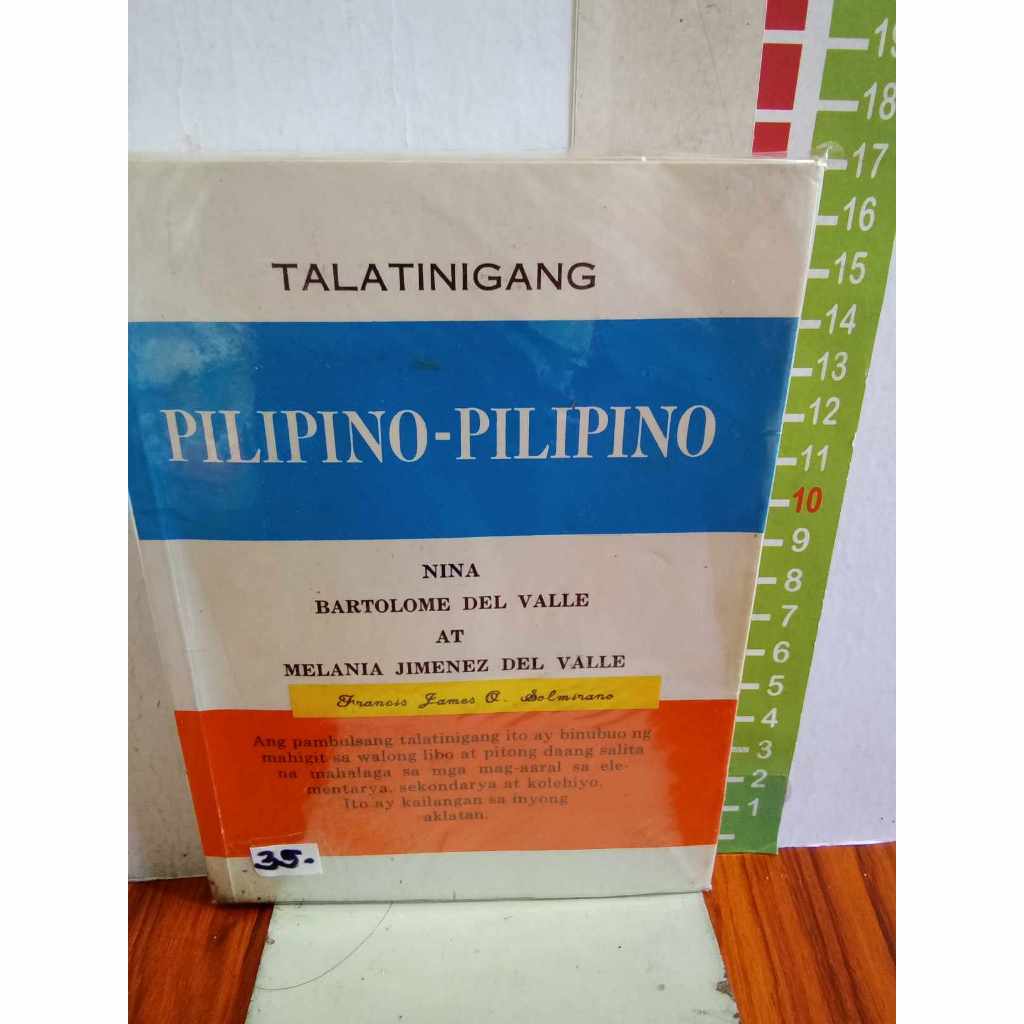 TALATINIGANG
PILIPINO-PILIPINO
NINA
BARTOLOME DEL VALLE
AT
MELANIA JIMENEZ DEL VALLE
Francis James O. Solmirano
Ang pambulsang talatinigang ito ay binubuo ng
mahigit sa walong libo at pitong daang salita
na mahalaga sa mga mag-aaral sa ele-
mentarya, sekondarya at kolehiyo.
Ito ay kailangan sa inyong
aklatan.
35.-
19
18
17
16
15
14
13
12
11
10
9
8
7
6
5
4
3
2
1